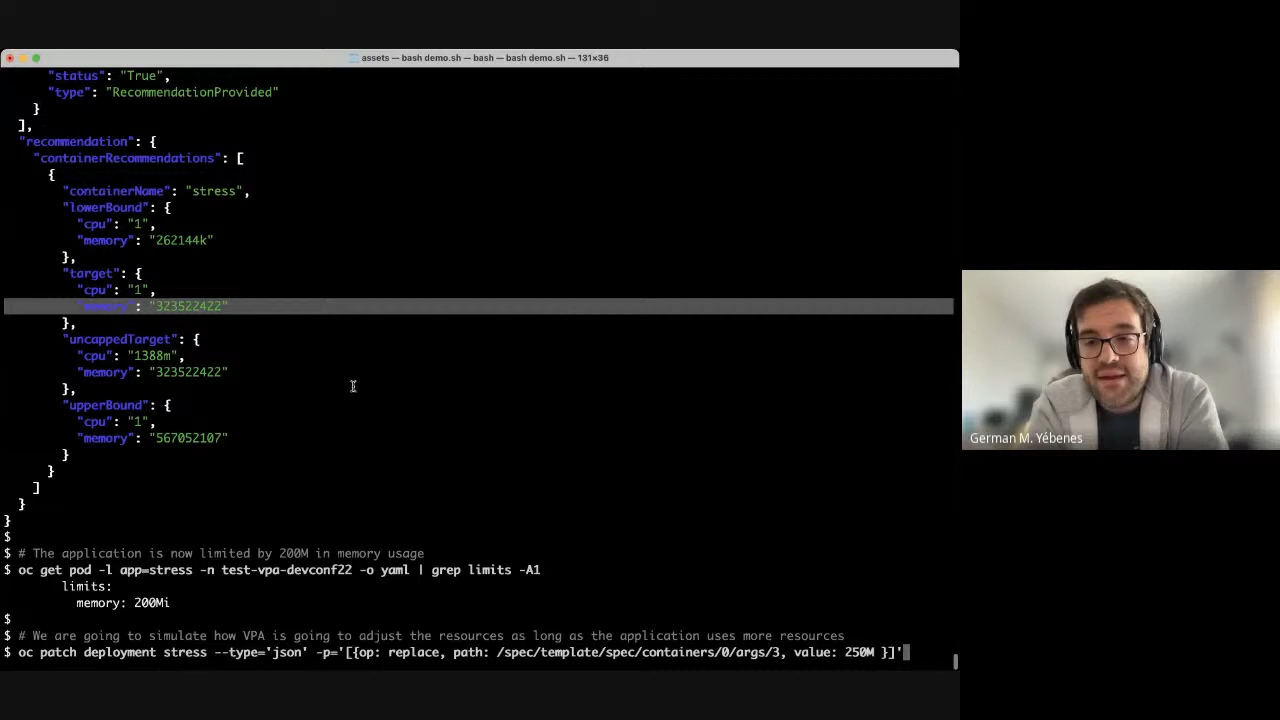 assets — bash demo.sh — bash — bash demo.sh — 131×36
"status": "True",
"type": "RecommendationProvided"
}
],
"recommendation": {
"containerRecommendations": [
{
"containerName": "stress",
"lowerBound": {
"cpu": "1",
"memory": "262144k"
},
"target": {
"cpu": "1",
"memory": "323522422"
},
"uncappedTarget": {
"cpu": "1388m",
"memory": "323522422"
},
"upperBound": {
"cpu": "1",
"memory": "567052107"
}
}
]
}
}
$
$ # The application is now limited by 200M in memory usage
$ oc get pod -l app=stress -n test-vpa-devconf22 -o yaml | grep limits -A1
limits:
memory: 200Mi
$
$ # We are going to simulate how VPA is going to adjust the resources as long as the application uses more resources
$ oc patch deployment stress --type='json' -p='[{op: replace, path: /spec/template/spec/containers/0/args/3, value: 250M }]'
German M. Yébenes